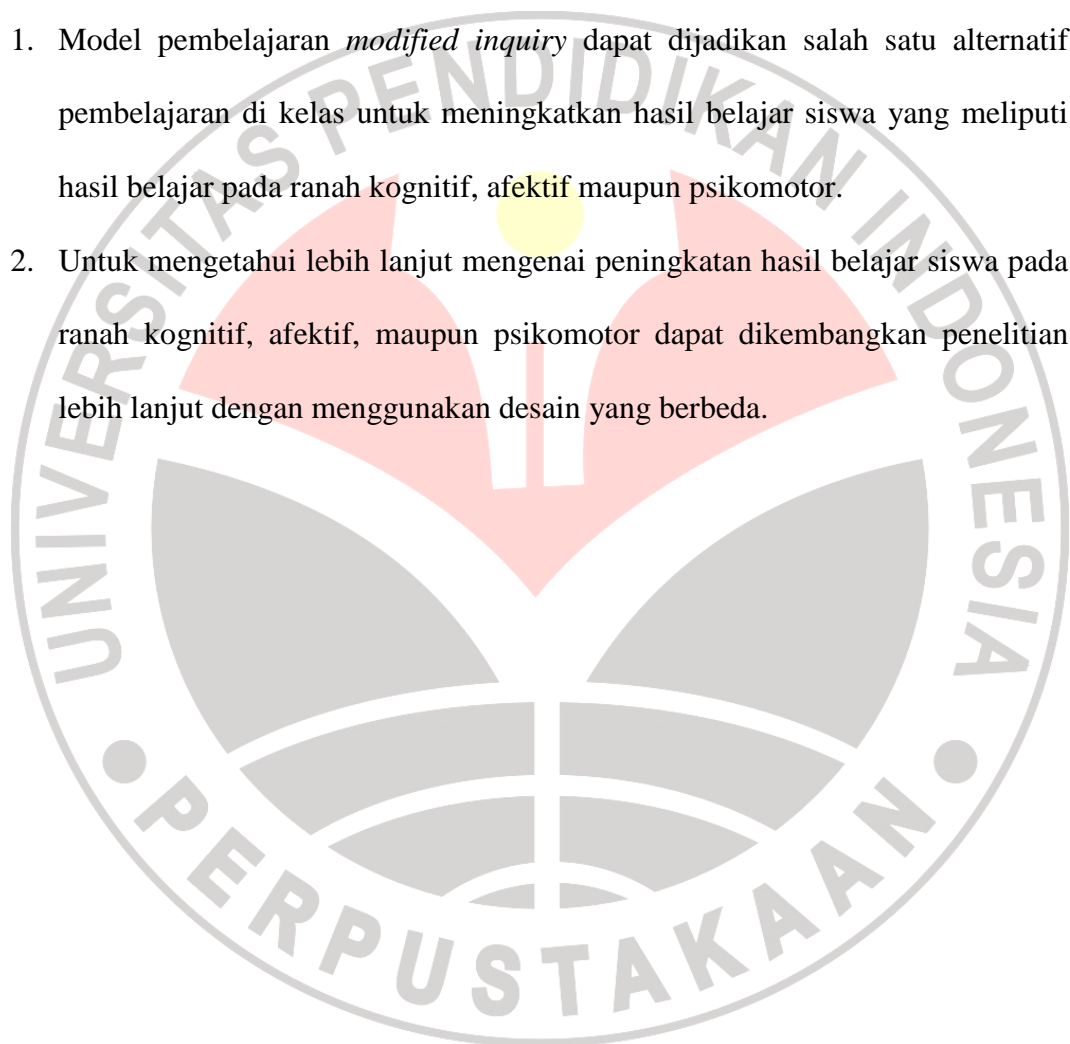 1. Model pembelajaran modified inquiry dapat dijadikan salah satu alternatif
pembelajaran di kelas untuk meningkatkan hasil belajar siswa yang meliputi
hasil belajar pada ranah kognitif, afektif maupun psikomotor.
2. Untuk mengetahui lebih lanjut mengenai peningkatan hasil belajar siswa pada
ranah kognitif, afektif, maupun psikomotor dapat dikembangkan penelitian
lebih lanjut dengan menggunakan desain yang berbeda.
UNIVERSITAS PENDIDIKAN INDONESIA
PERPUSTAKAAN